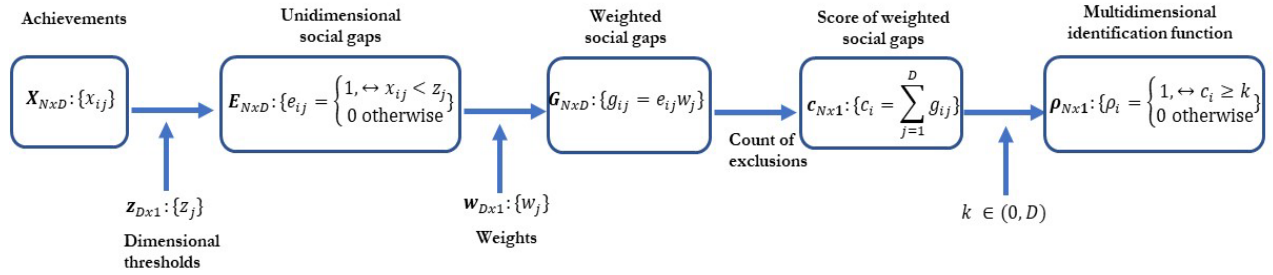 Achievements
Unidimensional
social gaps
Weighted
social gaps
Score of weighted
social gaps
Multidimensional
identification function
X_{NxD}:{x_{ij}}
E_{NxD}:{e_{ij} = {1, ↔ x_{ij} < z_j
0 otherwise}
G_{NxD}:{g_{ij} = e_{ij}w_j}
c_{Nx1}:{c_i = ∑_{j=1}^{D} g_{ij}}
ρ_{Nx1}:{ρ_i = {1, ↔ c_i ≥ k
0 otherwise}
Count of
exclusions
z_{Dx1}:{z_j}
Dimensional
thresholds
w_{Dx1}:{w_j}
Weights
k ∈ (0, D)